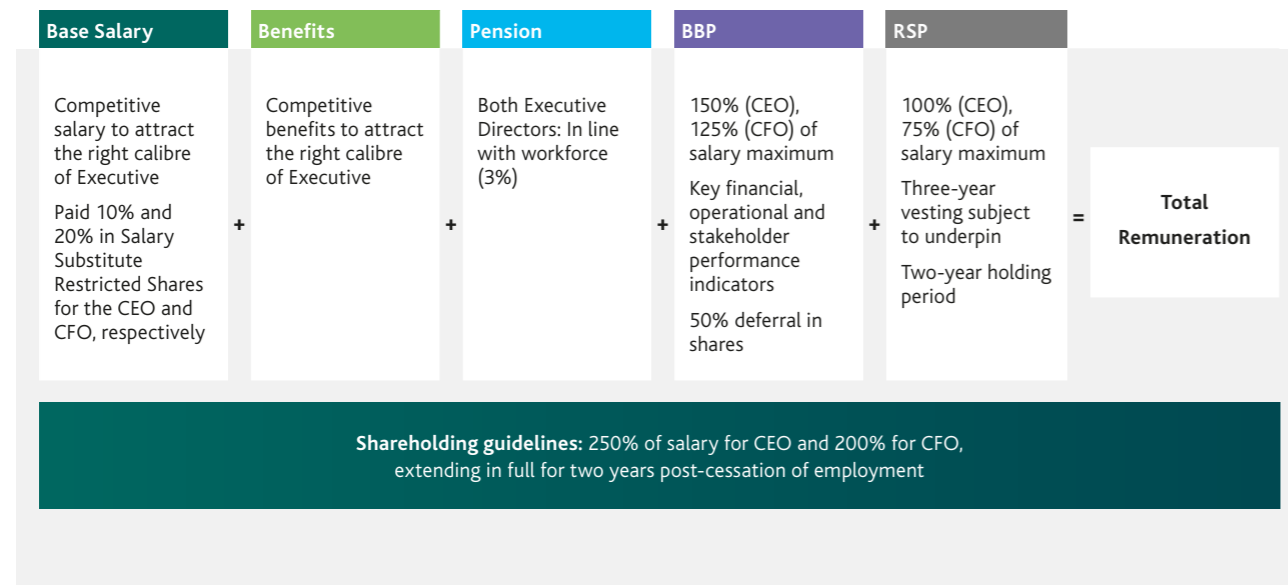 Base Salary
Competitive
salary to attract
the right calibre
of Executive
Paid 10% and
20% in Salary
Substitute
Restricted Shares
for the CEO and
CFO, respectively
+
Benefits
Competitive
benefits to attract
the right calibre
of Executive
+
Pension
Both Executive
Directors: In line
with workforce
(3%)
+
BBP
150% (CEO),
125% (CFO) of
salary maximum
Key financial,
operational and
stakeholder
performance
indicators
50% deferral in
shares
+
RSP
100% (CEO),
75% (CFO) of
salary maximum
Three-year
vesting subject
to underpin
Two-year holding
period
=
Total
Remuneration
Shareholding guidelines: 250% of salary for CEO and 200% for CFO,
extending in full for two years post-cessation of employment